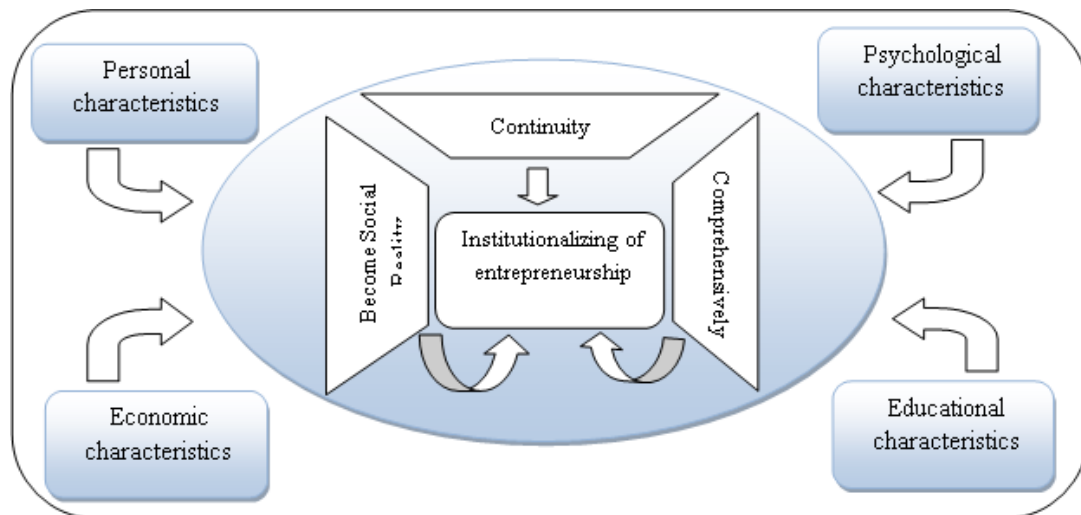 Personal
characteristics
Psychological
characteristics
Continuity
Become Social
Comprehensively
Institutionalizing of
entrepreneurship
Economic
characteristics
Educational
characteristics